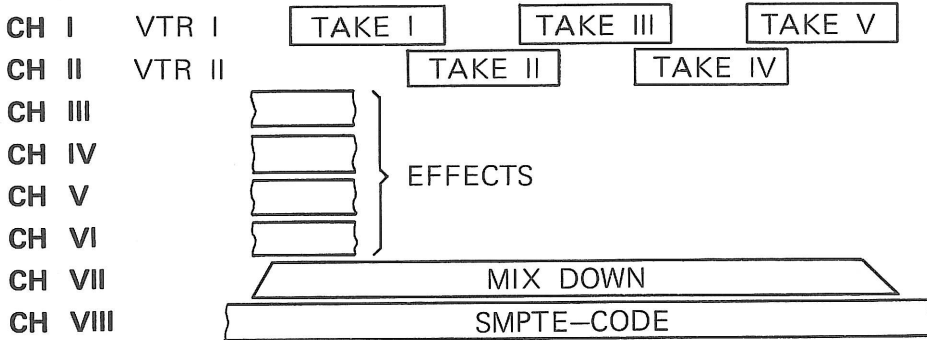 CH I VTR I TAKE I TAKE III TAKE V
CH II VTR II TAKE II TAKE IV
CH III
CH IV
EFFECTS
CH V
CH VI
CH VII MIX DOWN
CH VIII SMPTE–CODE